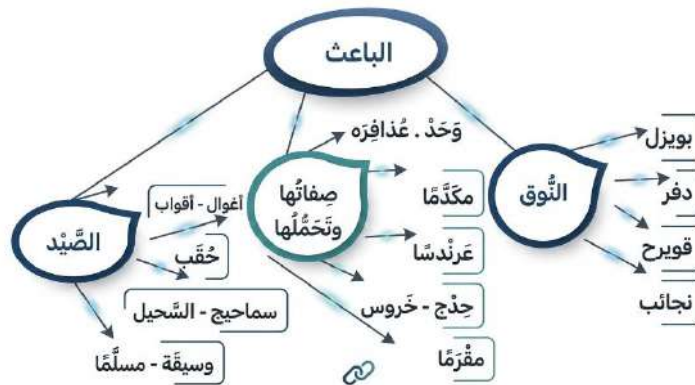 الباعث
النُّوق
بويزل
دفر
قويرح
نجائب
صِفاتُها
وتَحَمُّلُها
وَخَدْ . عُذافِرَه
مكَدَّمًا
عَرنْدسًا
حِدْج - خَروس
مقْرَمًا
الصَّيْد
أغوال - أقواب
حُقَب
سماحيج - السَّحيل
وسيقَة - مسلَّمًا